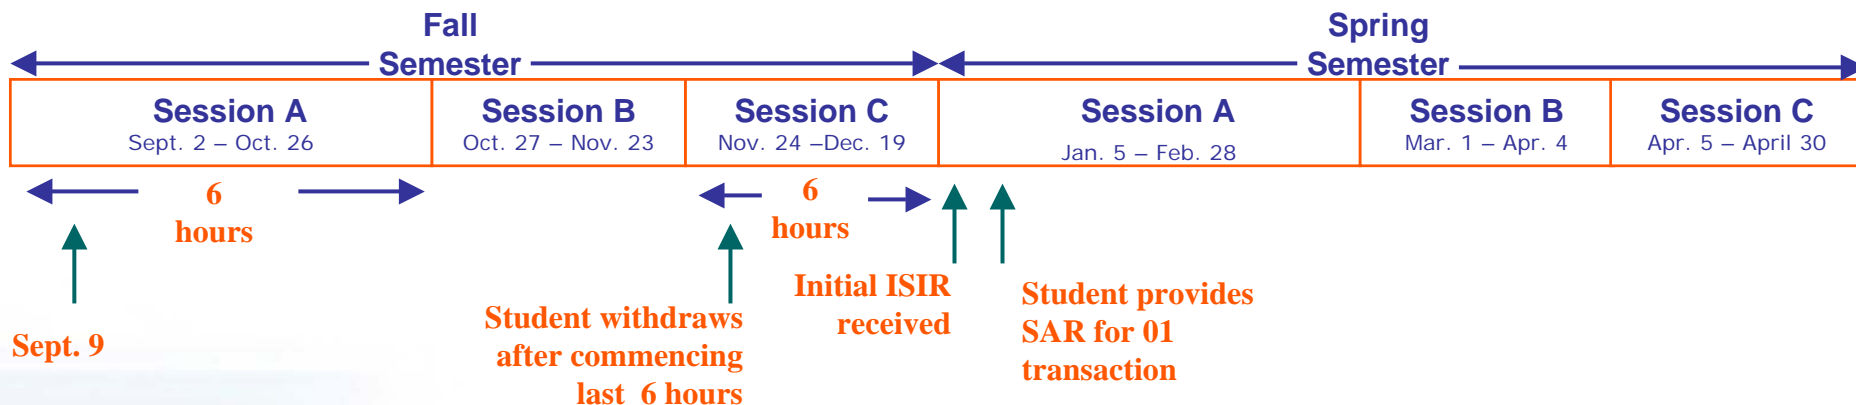 Fall
Semester
Spring
Semester
Session A
Sept. 2 – Oct. 26
Session B
Oct. 27 – Nov. 23
Session C
Nov. 24 –Dec. 19
Session A
Jan. 5 – Feb. 28
Session B
Mar. 1 – Apr. 4
Session C
Apr. 5 – April 30
6
hours
6
hours
Sept. 9
Student withdraws
after commencing
last 6 hours
Initial ISIR
received
Student provides
SAR for 01
transaction